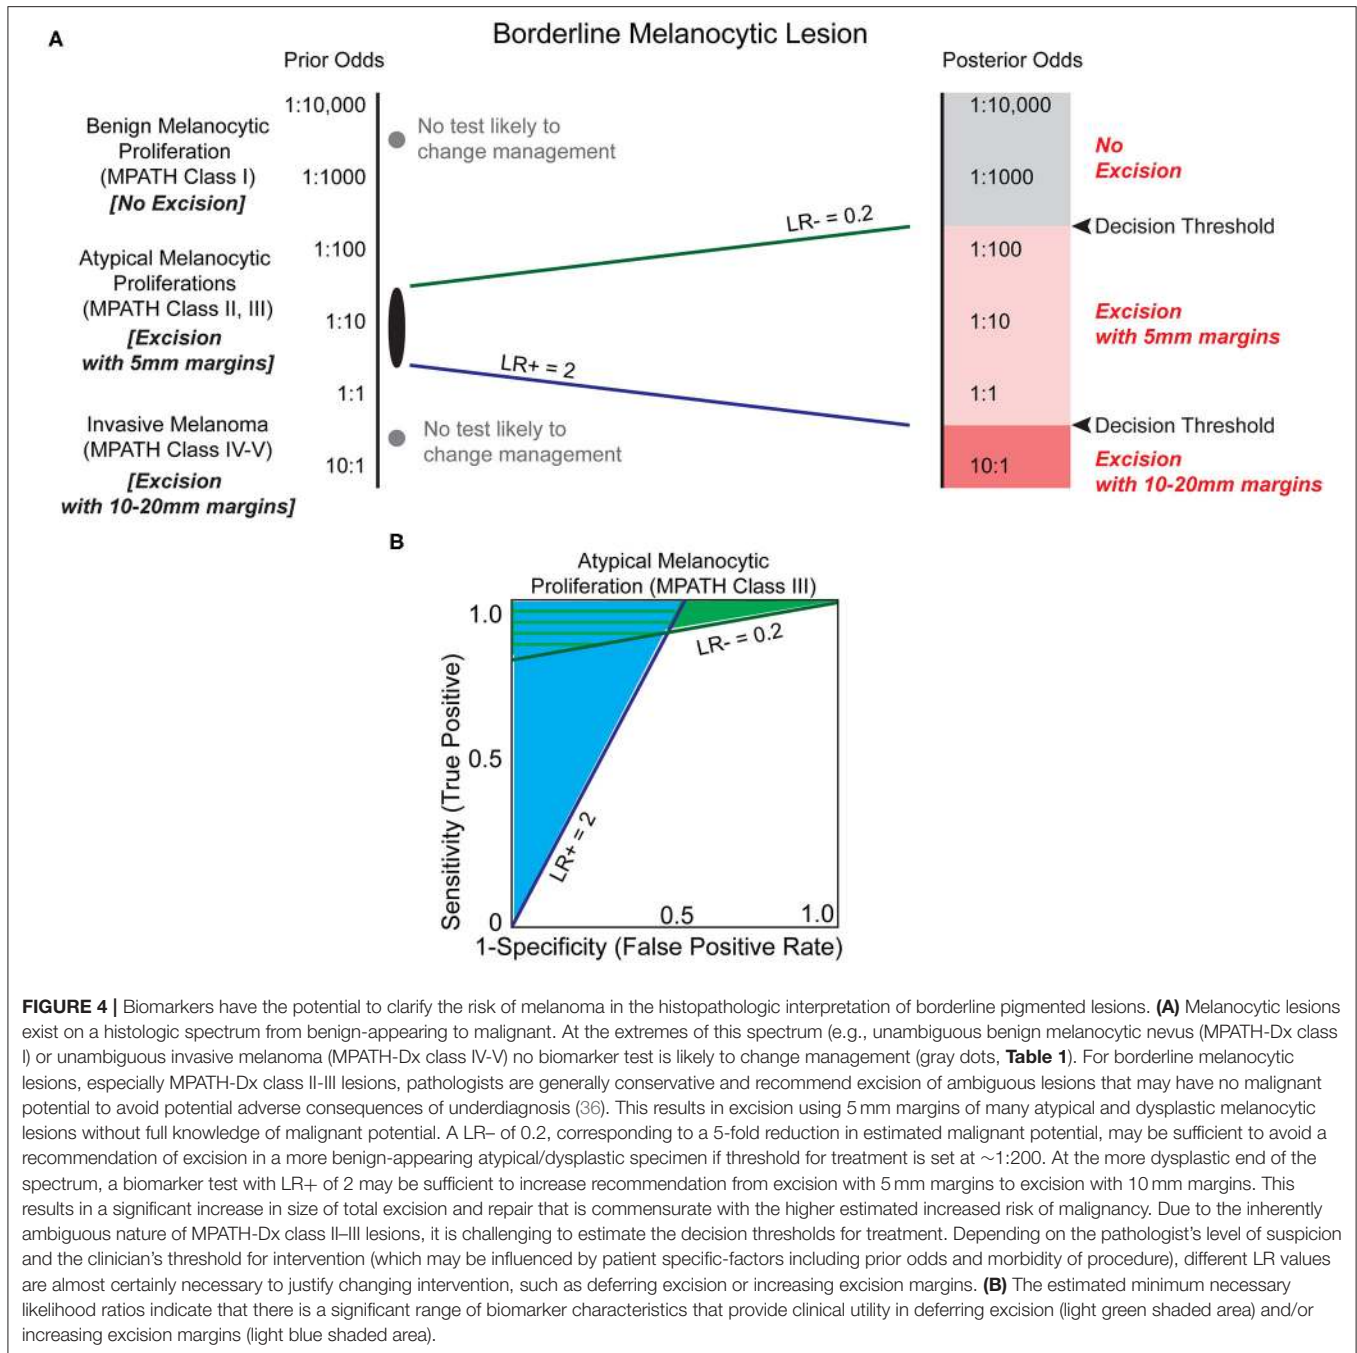 A
Borderline Melanocytic Lesion
Prior Odds
Posterior Odds
1:10,000
1:1000
1:100
1:10
1:1
10:1
Benign Melanocytic
Proliferation
(MPATH Class I)
[No Excision]
Atypical Melanocytic
Proliferations
(MPATH Class II, III)
[Excision
with 5mm margins]
Invasive Melanoma
(MPATH Class IV-V)
[Excision
with 10-20mm margins]
No test likely to
change management
LR- = 0.2
LR+ = 2
No test likely to
change management
1:10,000
1:1000
1:100
1:10
1:1
10:1
No
Excision
Decision Threshold
Excision
with 5mm margins
Decision Threshold
Excision
with 10-20mm margins
B
Atypical Melanocytic
Proliferation (MPATH Class III)
Sensitivity (True Positive)
1.0
0.5
0
LR- = 0.2
LR+ = 2
0.5
1.0
1-Specificity (False Positive Rate)
FIGURE 4 | Biomarkers have the potential to clarify the risk of melanoma in the histopathologic interpretation of borderline pigmented lesions. (A) Melanocytic lesions
exist on a histologic spectrum from benign-appearing to malignant. At the extremes of this spectrum (e.g., unambiguous benign melanocytic nevus (MPATH-Dx class
I) or unambiguous invasive melanoma (MPATH-Dx class IV-V) no biomarker test is likely to change management (gray dots, Table 1). For borderline melanocytic
lesions, especially MPATH-Dx class II-III lesions, pathologists are generally conservative and recommend excision of ambiguous lesions that may have no malignant
potential to avoid potential adverse consequences of underdiagnosis (36). This results in excision using 5 mm margins of many atypical and dysplastic melanocytic
lesions without full knowledge of malignant potential. A LR– of 0.2, corresponding to a 5-fold reduction in estimated malignant potential, may be sufficient to avoid a
recommendation of excision in a more benign-appearing atypical/dysplastic specimen if threshold for treatment is set at ~1:200. At the more dysplastic end of the
spectrum, a biomarker test with LR+ of 2 may be sufficient to increase recommendation from excision with 5 mm margins to excision with 10 mm margins. This
results in a significant increase in size of total excision and repair that is commensurate with the higher estimated increased risk of malignancy. Due to the inherently
ambiguous nature of MPATH-Dx class II–III lesions, it is challenging to estimate the decision thresholds for treatment. Depending on the pathologist's level of suspicion
and the clinician's threshold for intervention (which may be influenced by patient specific-factors including prior odds and morbidity of procedure), different LR values
are almost certainly necessary to justify changing intervention, such as deferring excision or increasing excision margins. (B) The estimated minimum necessary
likelihood ratios indicate that there is a significant range of biomarker characteristics that provide clinical utility in deferring excision (light green shaded area) and/or
increasing excision margins (light blue shaded area).